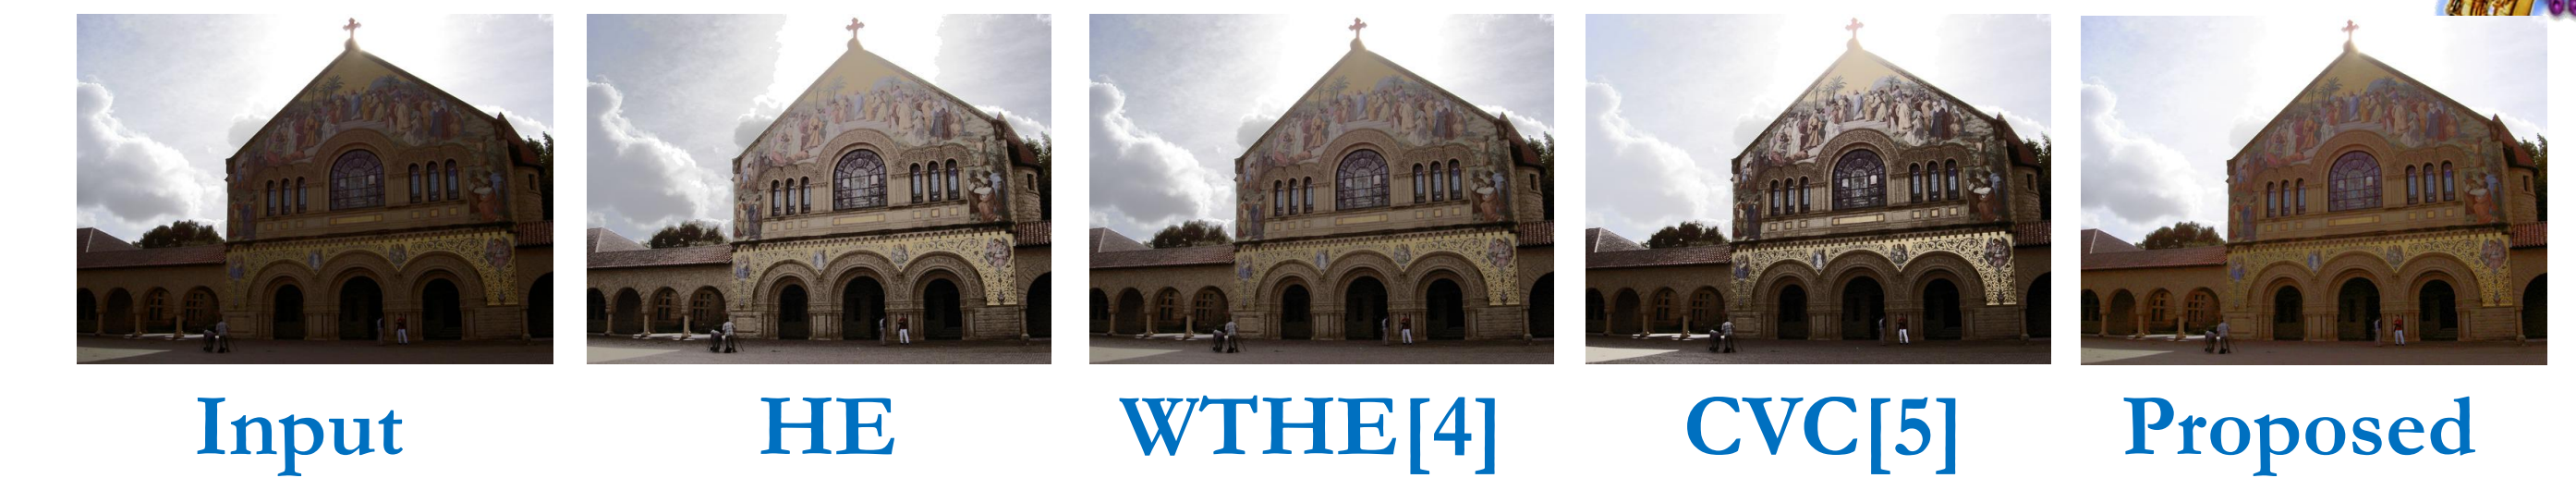 Input HE WTHE[4] CVC[5] Proposed